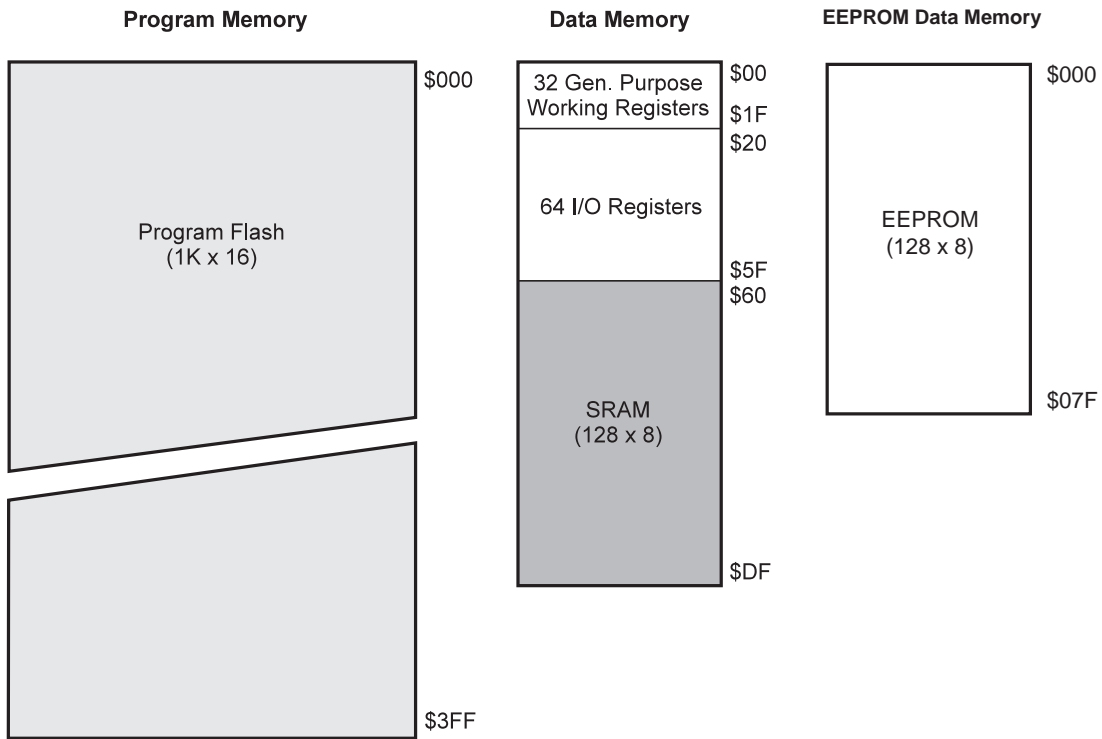 Program Memory
$000
Program Flash
(1K x 16)
$3FF
Data Memory
32 Gen. Purpose
Working Registers
$00
$1F
$20
64 I/O Registers
$5F
$60
SRAM
(128 x 8)
$DF
EEPROM Data Memory
$000
EEPROM
(128 x 8)
$07F